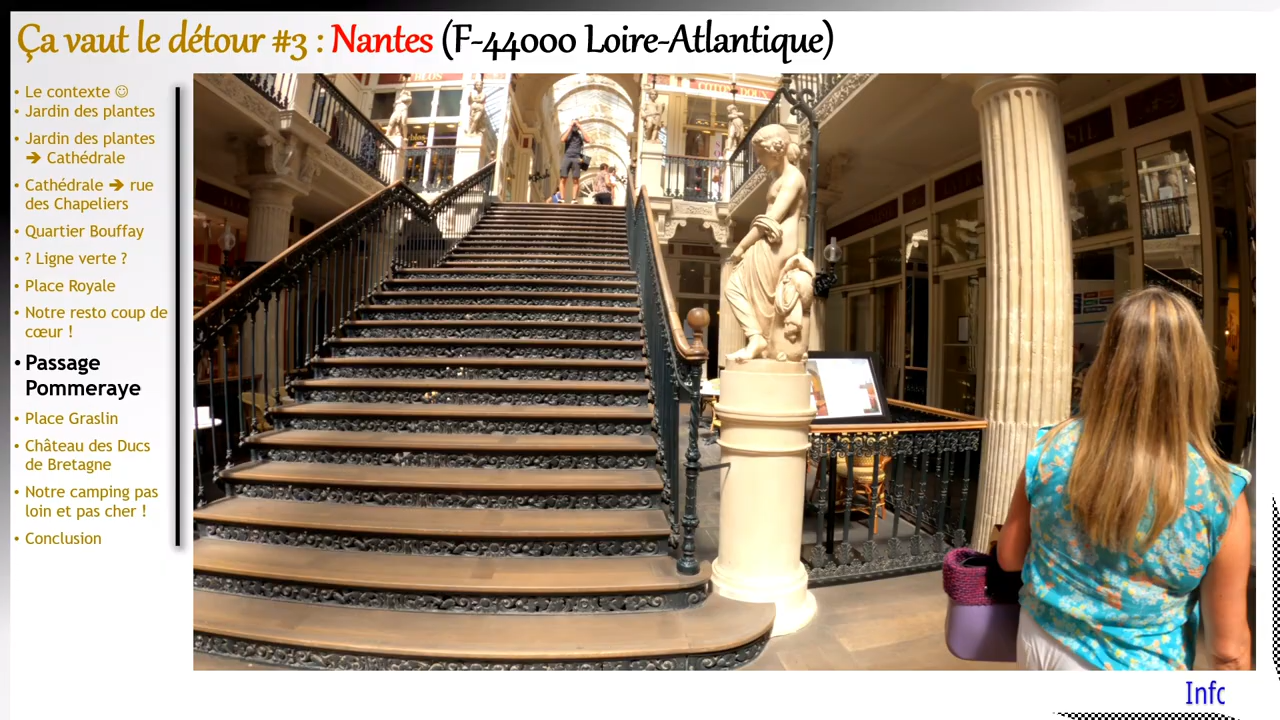 Ça vaut le détour #3 : Nantes (F-44000 Loire-Atlantique)
• Le contexte ☺
• Jardin des plantes
• Jardin des plantes
➔ Cathédrale
• Cathédrale ➔ rue
des Chapeliers
• Quartier Bouffay
• ? Ligne verte ?
• Place Royale
• Notre resto coup de
cœur !
• Passage
Pommeraye
• Place Graslin
• Château des Ducs
de Bretagne
• Notre camping pas
loin et pas cher !
• Conclusion
Info